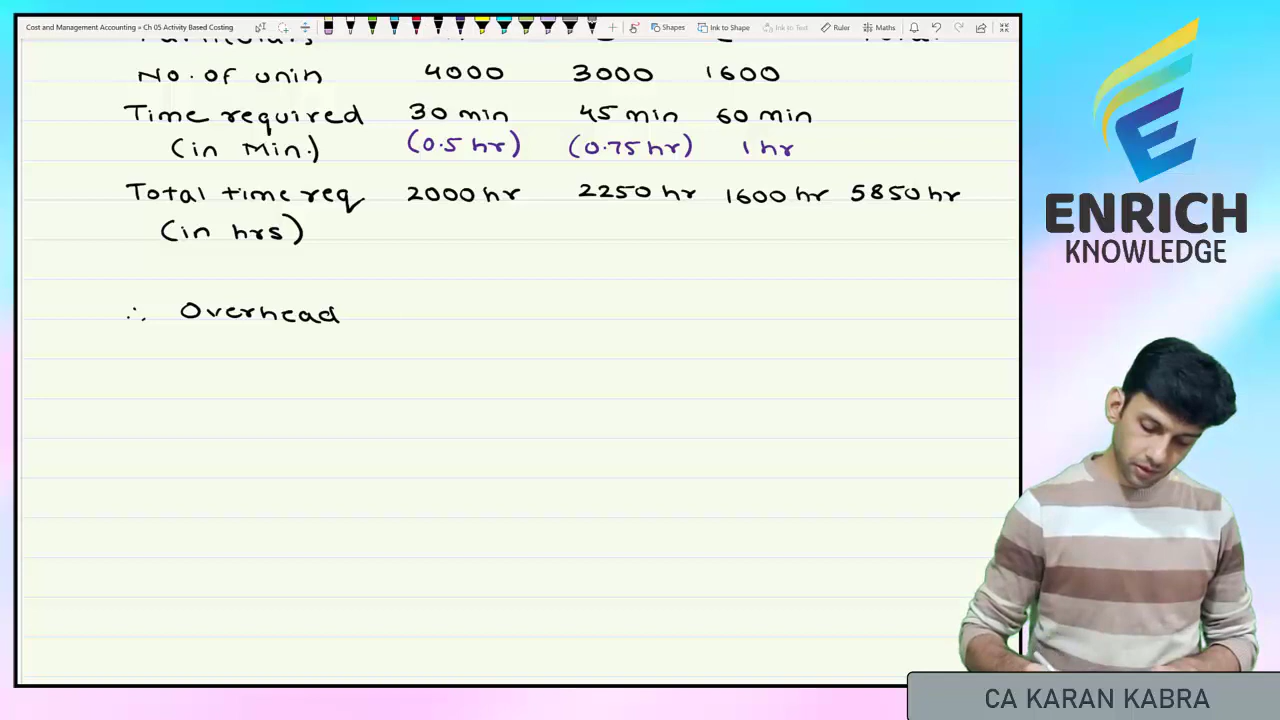 Cost and Management Accounting » Ch 05 Activity Based Costing
Shapes Ink to Shape Ink to Text Ruler Maths
No. of unin 4000 3000 1600
Time required 30 min 45 min 60 min
(in Min.) (0.5 hr) (0.75 hr) 1 hr
Total time req 2000 hr 2250 hr 1600 hr 5850 hr
(in hrs)
∴ Overhead
ENRICH
KNOWLEDGE
CA KARAN KABRA